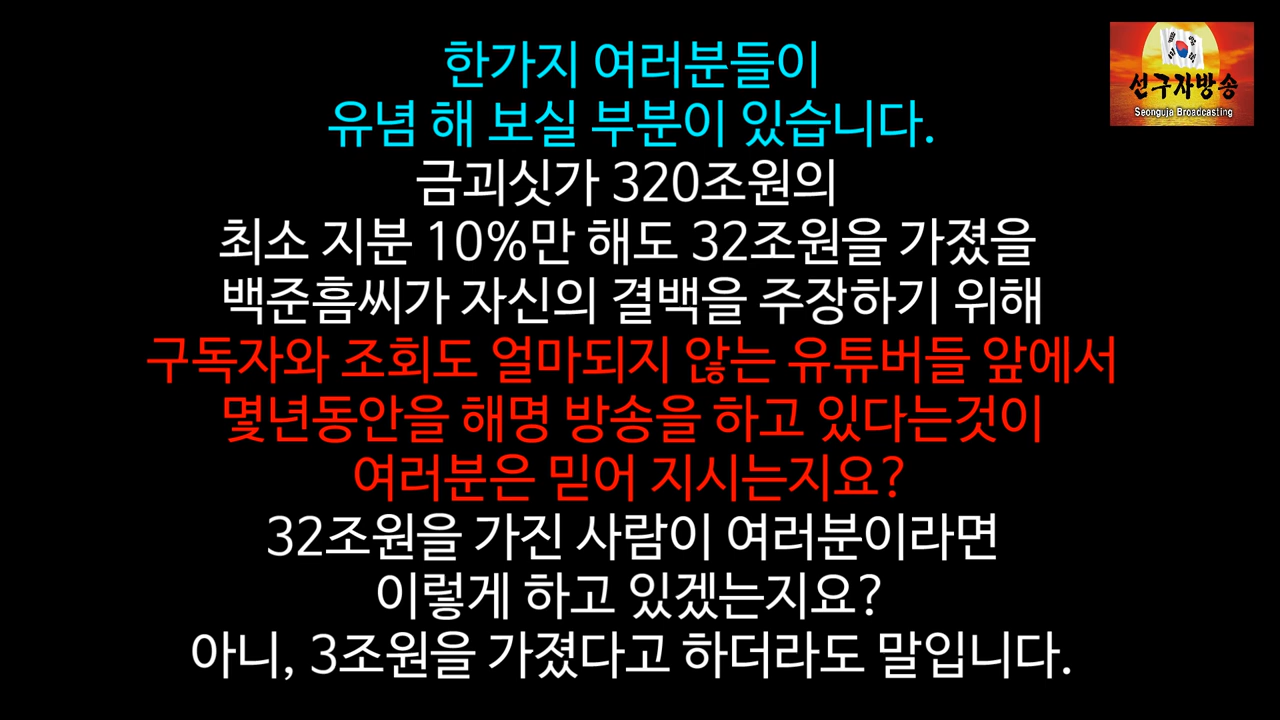 한가지 여러분들이
유념 해 보실 부분이 있습니다.
금괴싯가 320조원의
최소 지분 10%만 해도 32조원을 가졌을
백준흠씨가 자신의 결백을 주장하기 위해
구독자와 조회도 얼마되지 않는 유튜버들 앞에서
몇년동안을 해명 방송을 하고 있다는것이
여러분은 믿어 지시는지요?
32조원을 가진 사람이 여러분이라면
이렇게 하고 있겠는지요?
아니, 3조원을 가졌다고 하더라도 말입니다.
선구자방송
Seonguja Broadcasting